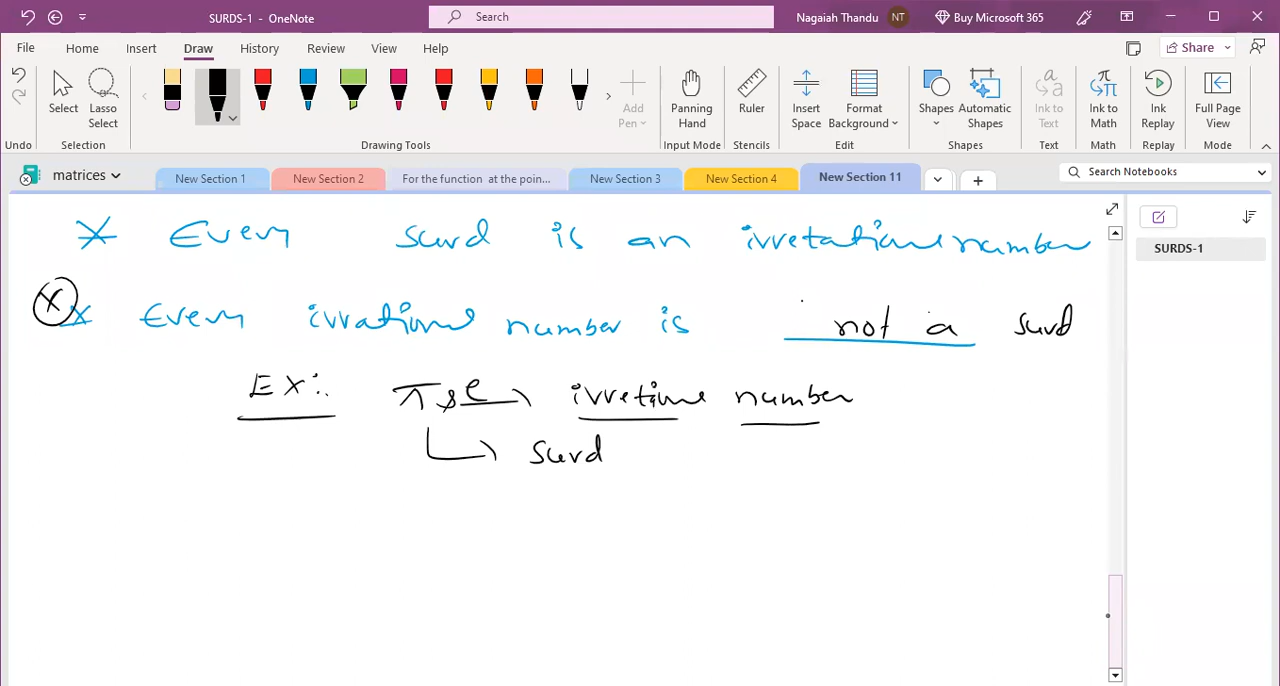 SURDS-1 - OneNote
Search
Nagaiah Thandu NT
Buy Microsoft 365
File Home Insert Draw History Review View Help
Share
Select
Lasso Select
Add Pen
Panning Hand
Ruler
Insert Space
Format Background
Shapes
Automatic Shapes
Ink to Text
Ink to Math
Ink Replay
Full Page View
Undo Selection Drawing Tools Input Mode Stencils Edit Shapes Text Math Replay Mode
matrices New Section 1 New Section 2 For the function at the poin... New Section 3 New Section 4 New Section 11 Search Notebooks
SURDS-1
* Every surd is an irretational number
* Every irrational number is not a surd
EX:. π & e → irretional number
↳ surd